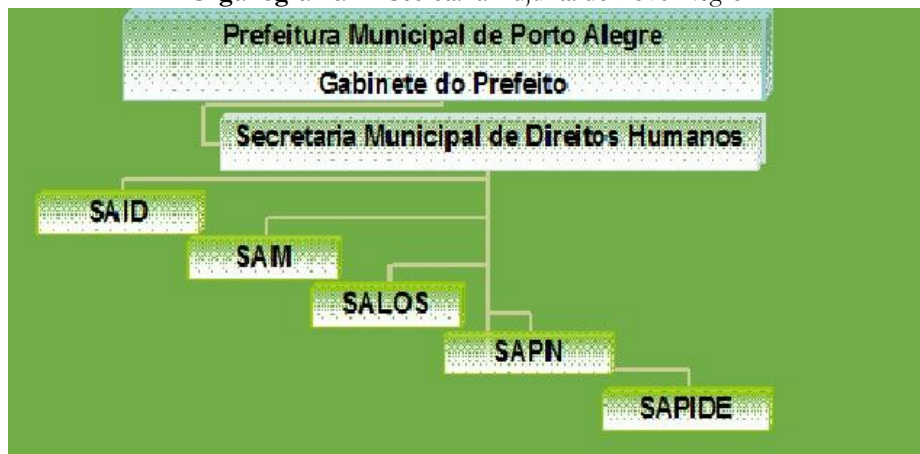 Prefeitura Municipal de Porto Alegre
Gabinete do Prefeito
Secretaria Municipal de Direitos Humanos
SAID
SAM
SALOS
SAPN
SAPIDE